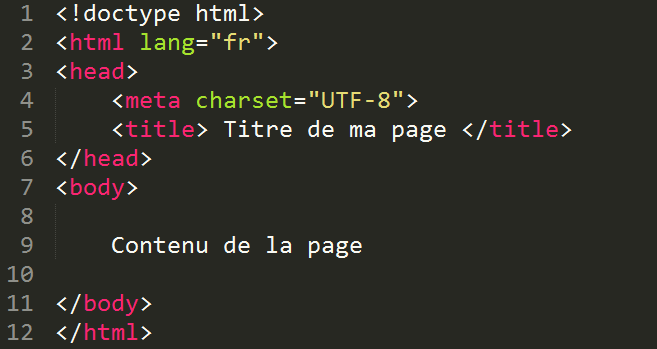 1 <!doctype html>
2 <html lang="fr">
3 <head>
4     <meta charset="UTF-8">
5     <title> Titre de ma page </title>
6 </head>
7 <body>
8
9     Contenu de la page
10
11 </body>
12 </html>